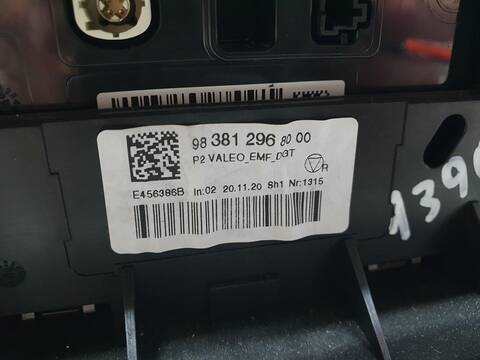 98 381 296 80 00
P2 VALEO_EMF_DGT
R
E456386B In:02 20.11.20 Sh1 Nr:1315